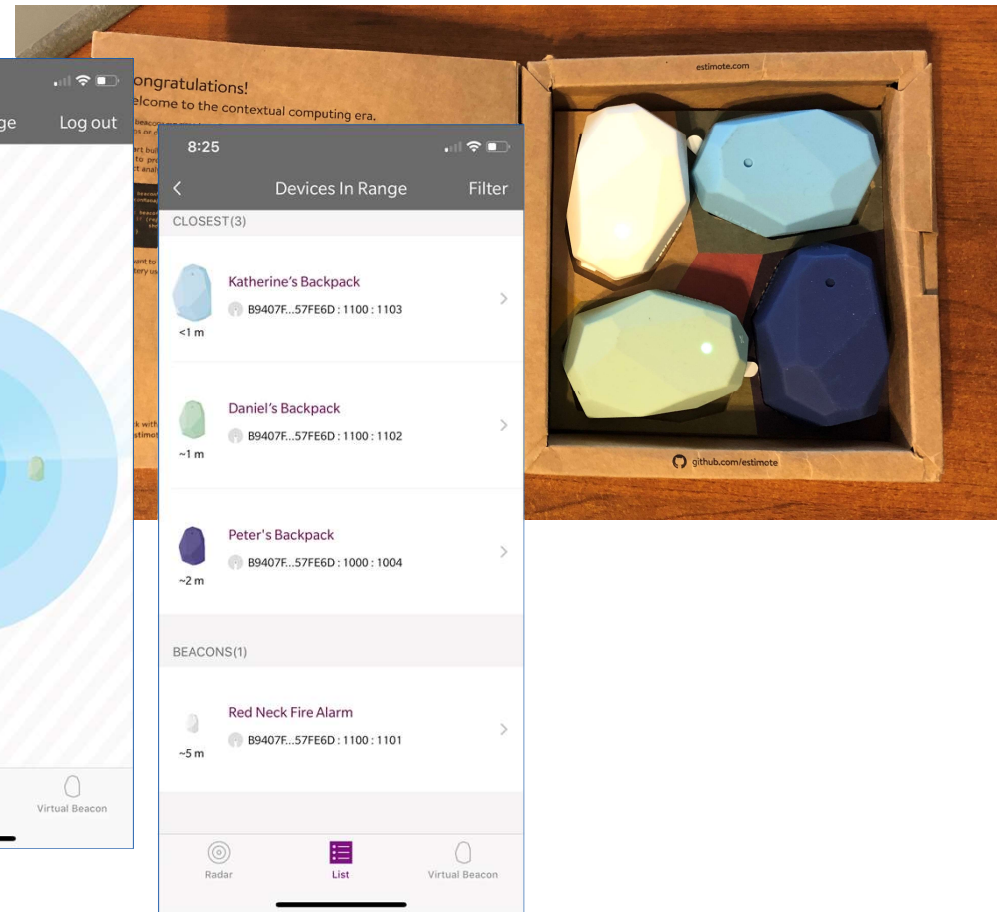 ongratulations!
elcome to the contextual computing era.
estimote.com
github.com/estimote
ge Log out
Virtual Beacon
8:25
Devices In Range Filter
CLOSEST(3)
Katherine's Backpack
B9407F...57FE6D : 1100 : 1103
<1 m
Daniel's Backpack
B9407F...57FE6D : 1100 : 1102
~1 m
Peter's Backpack
B9407F...57FE6D : 1000 : 1004
~2 m
BEACONS(1)
Red Neck Fire Alarm
B9407F...57FE6D : 1100 : 1101
~5 m
Radar List Virtual Beacon